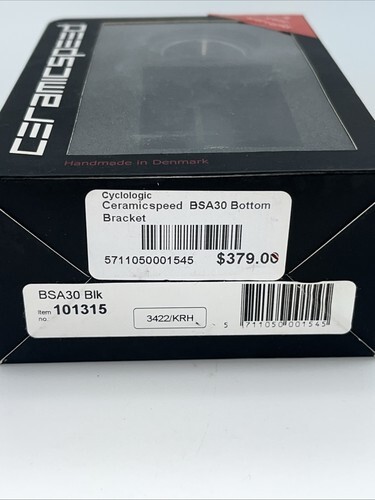 ceramicspeed
Handmade in Denmark
Cyclologic
Ceramicspeed BSA30 Bottom
Bracket
5711050001545 $379.00
BSA30 Blk
Item
no. 101315
3422/KRH
5 711050 001545